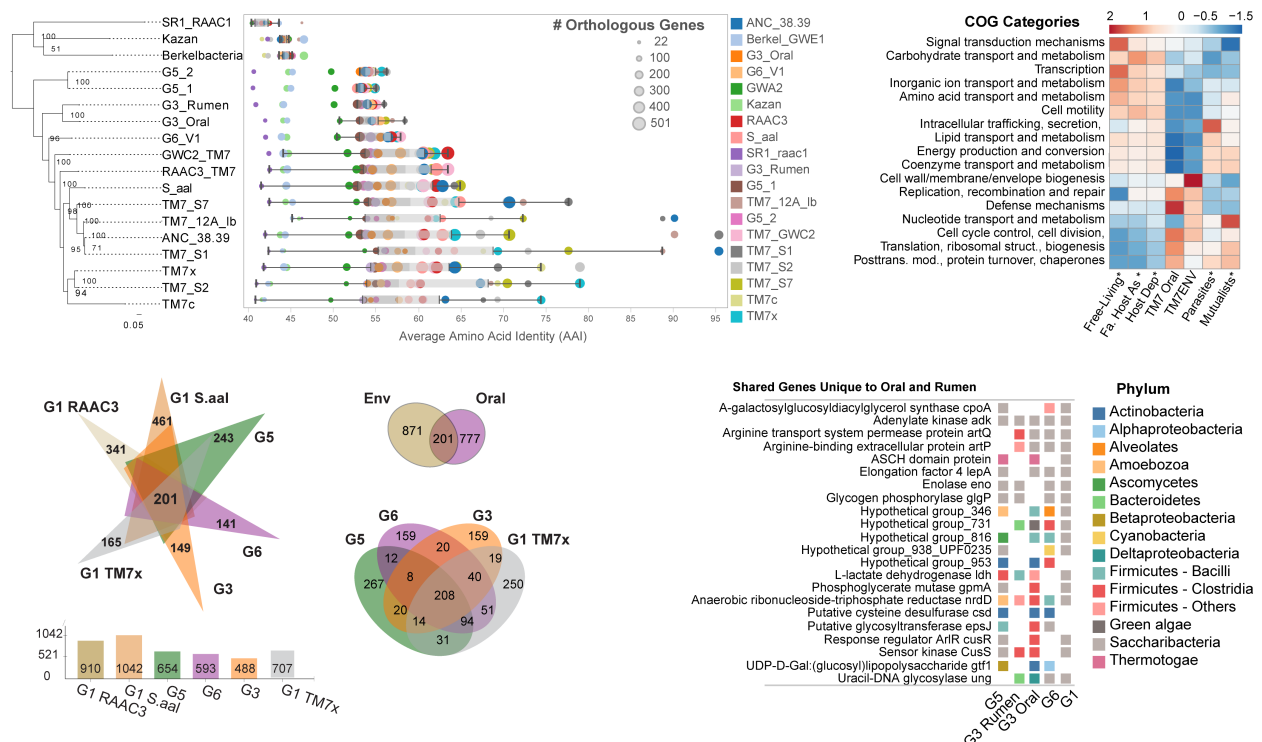 SR1_RAAC1
Kazan
Berkelbacteria
G5_2
G5_1
G3_Rumen
G3_Oral
G6_V1
GWC2_TM7
RAAC3_TM7
S_aal
TM7_S7
TM7_12A_Ib
ANC_38.39
TM7_S1
TM7x
TM7_S2
TM7c
100
51
100
100
96
100
100
98
100
100
95
71
100
94
0.05
# Orthologous Genes
22
100
200
300
400
501
40
45
50
55
60
65
70
75
80
85
90
95
Average Amino Acid Identity (AAI)
ANC_38.39
Berkel_GWE1
G3_Oral
G6_V1
GWA2
Kazan
RAAC3
S_aal
SR1_raac1
G3_Rumen
G5_1
TM7_12A_Ib
G5_2
TM7_GWC2
TM7_S1
TM7_S2
TM7_S7
TM7c
TM7x
COG Categories
2
1
0
−0.5
−1.5
Signal transduction mechanisms
Carbohydrate transport and metabolism
Transcription
Inorganic ion transport and metabolism
Amino acid transport and metabolism
Cell motility
Intracellular trafficking, secretion,
Lipid transport and metabolism
Energy production and conversion
Coenzyme transport and metabolism
Cell wall/membrane/envelope biogenesis
Replication, recombination and repair
Defense mechanisms
Nucleotide transport and metabolism
Cell cycle control, cell division,
Translation, ribosomal struct., biogenesis
Posttrans. mod., protein turnover, chaperones
Free-Living*
Fa. Host As *
Host Dep*
TM7 Oral
TM7ENV
Parasites*
Mutualists*
G1 RAAC3
G1 S.aal
G5
G6
G3
G1 TM7x
341
461
243
141
149
165
201
1042
521
0
910
1042
654
593
488
707
G1 RAAC3
G1 S.aal
G5
G6
G3
G1 TM7x
Env
Oral
871
201
777
G6
G3
G5
G1 TM7x
159
159
20
12
19
8
40
267
250
208
20
51
14
94
31
Shared Genes Unique to Oral and Rumen
A-galactosylglucosyldiacylglycerol synthase cpoA
Adenylate kinase adk
Arginine transport system permease protein artQ
Arginine-binding extracellular protein artP
ASCH domain protein
Elongation factor 4 lepA
Enolase eno
Glycogen phosphorylase glgP
Hypothetical group_346
Hypothetical group_731
Hypothetical group_816
Hypothetical group_938_UPF0235
Hypothetical group_953
L-lactate dehydrogenase ldh
Phosphoglycerate mutase gpmA
Anaerobic ribonucleoside-triphosphate reductase nrdD
Putative cysteine desulfurase csd
Putative glycosyltransferase epsJ
Response regulator ArlR cusR
Sensor kinase CusS
UDP-D-Gal:(glucosyl)lipopolysaccharide gtf1
Uracil-DNA glycosylase ung
G5
G3 Rumen
G3 Oral
G6
G1
Phylum
Actinobacteria
Alphaproteobacteria
Alveolates
Amoebozoa
Ascomycetes
Bacteroidetes
Betaproteobacteria
Cyanobacteria
Deltaproteobacteria
Firmicutes - Bacilli
Firmicutes - Clostridia
Firmicutes - Others
Green algae
Saccharibacteria
Thermotogae